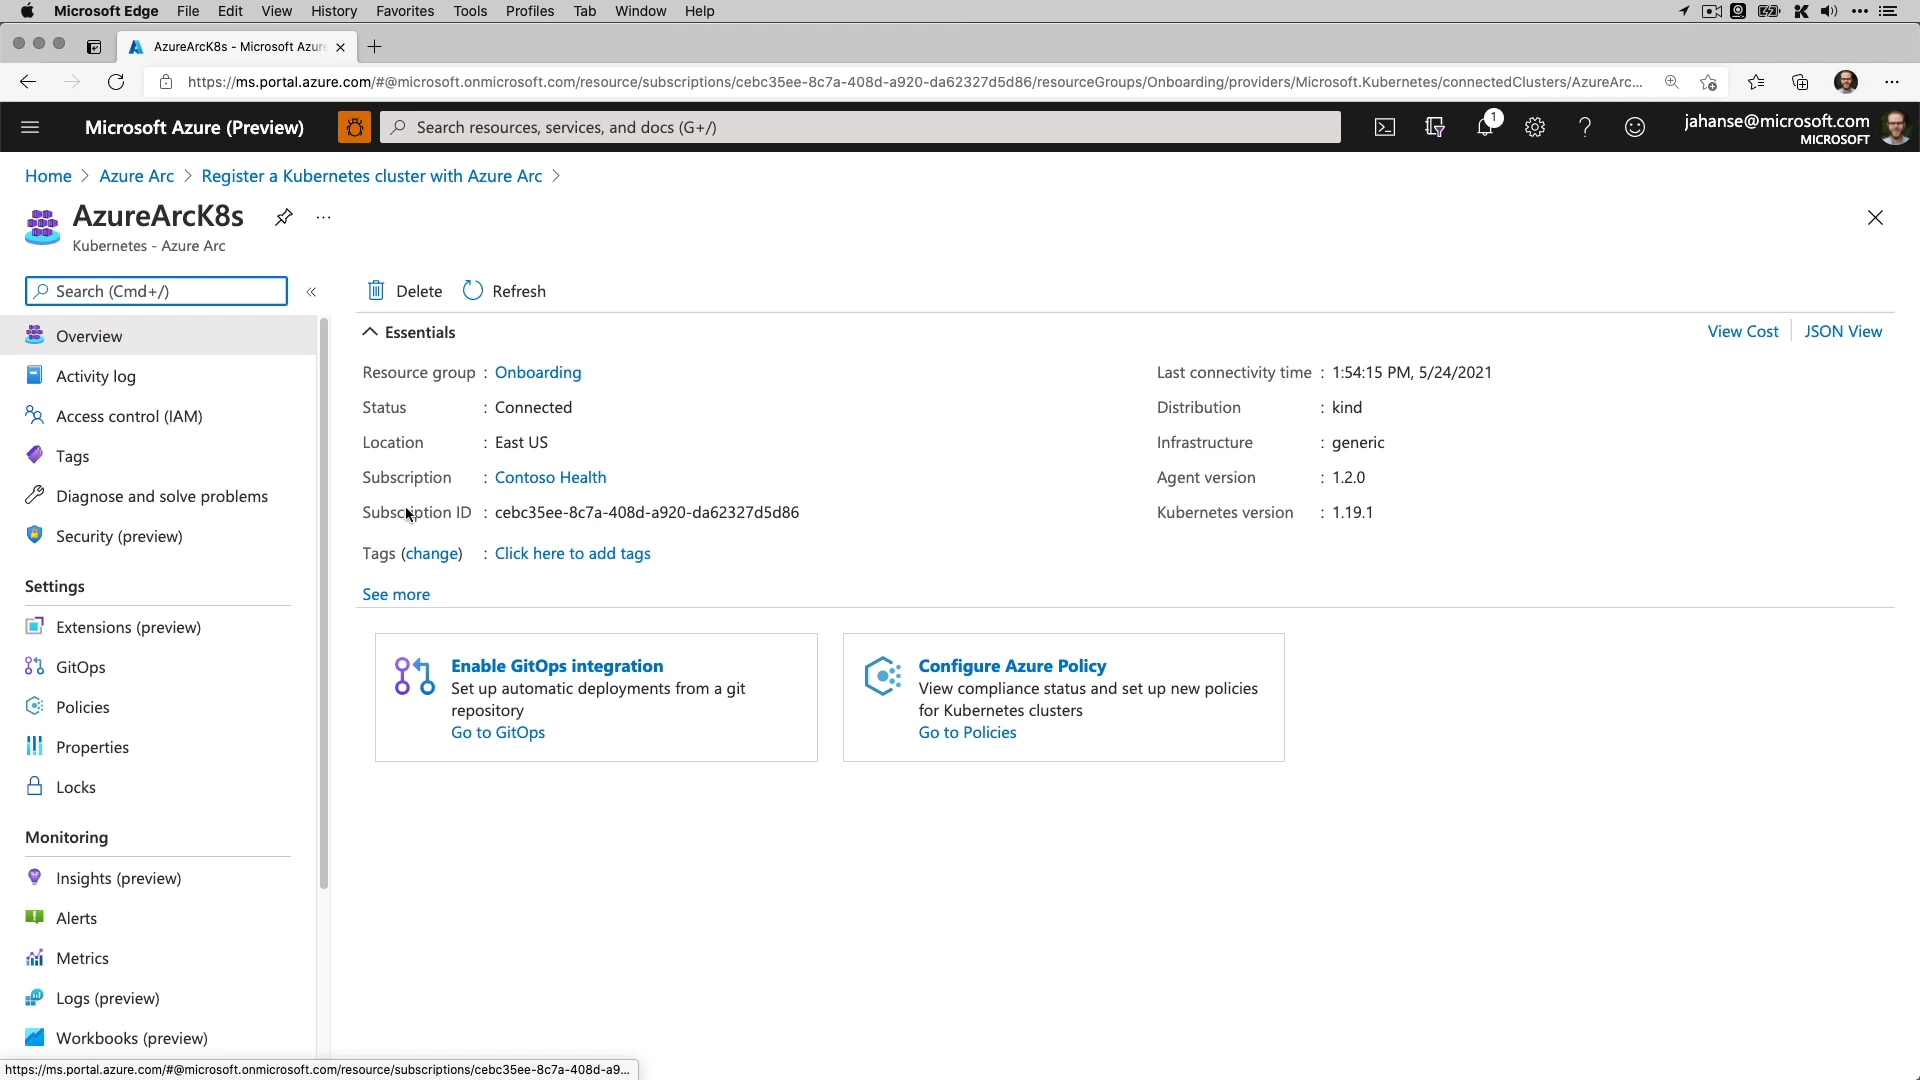 Microsoft Edge File Edit View History Favorites Tools Profiles Tab Window Help
AzureArcK8s - Microsoft Azure
https://ms.portal.azure.com/#@microsoft.onmicrosoft.com/resource/subscriptions/cebc35ee-8c7a-408d-a920-da62327d5d86/resourceGroups/Onboarding/providers/Microsoft.Kubernetes/connectedClusters/AzureArc...
Microsoft Azure (Preview)
Search resources, services, and docs (G+/)
1
jahanse@microsoft.com
MICROSOFT
Home > Azure Arc > Register a Kubernetes cluster with Azure Arc >
AzureArcK8s
Kubernetes - Azure Arc
Search (Cmd+/)
«
Overview
Activity log
Access control (IAM)
Tags
Diagnose and solve problems
Security (preview)
Settings
Extensions (preview)
GitOps
Policies
Properties
Locks
Monitoring
Insights (preview)
Alerts
Metrics
Logs (preview)
Workbooks (preview)
Delete Refresh
Essentials
View Cost JSON View
Resource group : Onboarding
Status : Connected
Location : East US
Subscription : Contoso Health
Subscription ID : cebc35ee-8c7a-408d-a920-da62327d5d86
Tags (change) : Click here to add tags
See more
Last connectivity time : 1:54:15 PM, 5/24/2021
Distribution : kind
Infrastructure : generic
Agent version : 1.2.0
Kubernetes version : 1.19.1
Enable GitOps integration
Set up automatic deployments from a git
repository
Go to GitOps
Configure Azure Policy
View compliance status and set up new policies
for Kubernetes clusters
Go to Policies
https://ms.portal.azure.com/#@microsoft.onmicrosoft.com/resource/subscriptions/cebc35ee-8c7a-408d-a9...